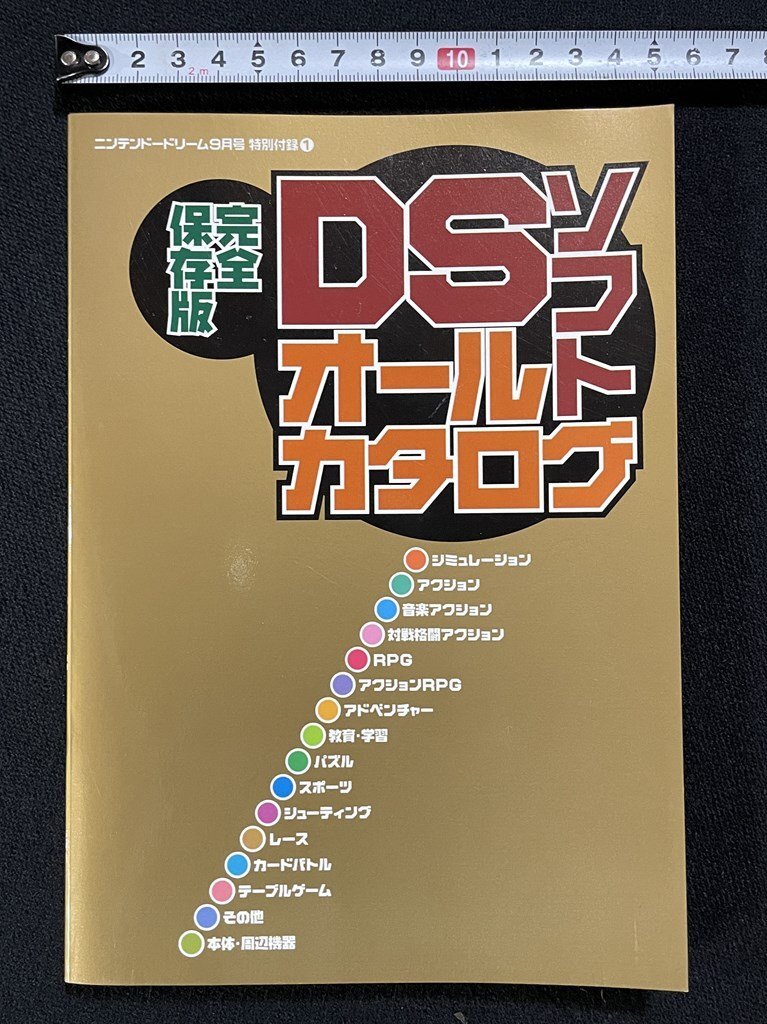 2 3 4 5 6 7 8 9 10 1 2 3 4 5 6 7 8
2m
ニンテンドードリーム9月号 特別付録1
完全
保存版
DSソフト
オール
カタログ
シミュレーション
アクション
音楽アクション
対戦格闘アクション
RPG
アクションRPG
アドベンチャー
教育・学習
パズル
スポーツ
シューティング
レース
カードバトル
テーブルゲーム
その他
本体・周辺機器